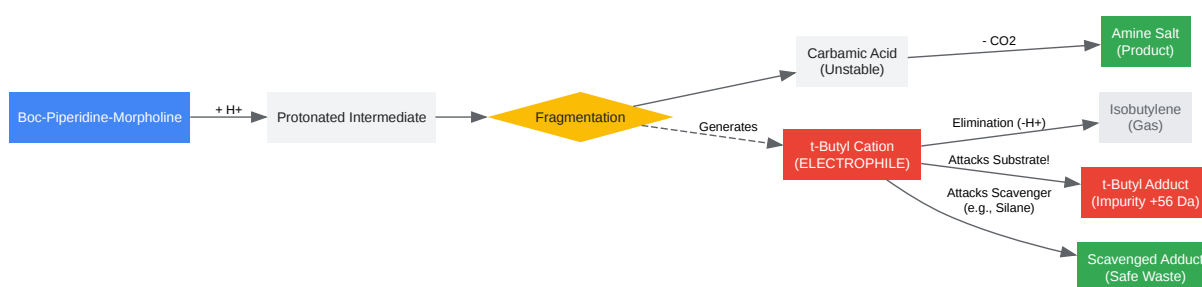 Boc-Piperidine-Morpholine
+ H+
Protonated Intermediate
Fragmentation
Generates
Carbamic Acid
(Unstable)
- CO2
Amine Salt
(Product)
t-Butyl Cation
(ELECTROPHILE)
Elimination (-H+)
Isobutylene
(Gas)
Attacks Substrate!
t-Butyl Adduct
(Impurity +56 Da)
Attacks Scavenger
(e.g., Silane)
Scavenged Adduct
(Safe Waste)